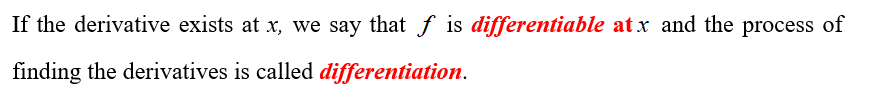 If the derivative exists at x, we say that f is differentiable at x and the process of
finding the derivatives is called differentiation.